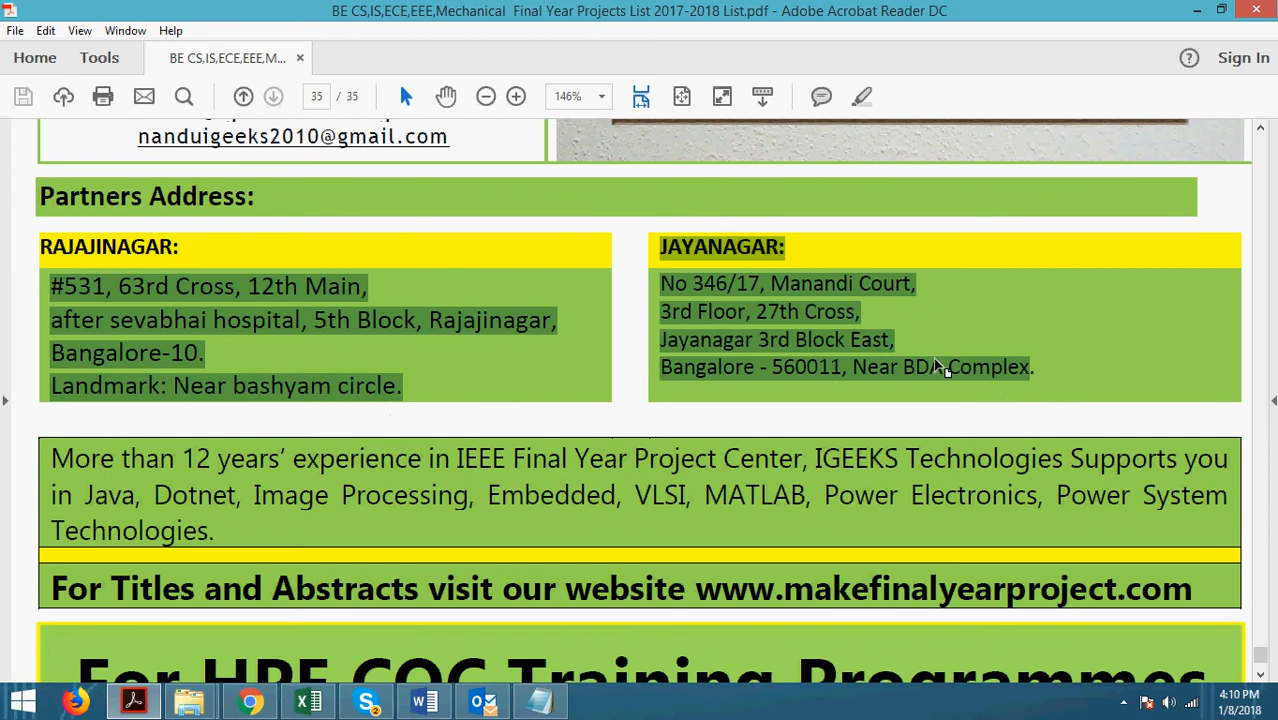 BE CS,IS,ECE,EEE,Mechanical Final Year Projects List 2017-2018 List.pdf - Adobe Acrobat Reader DC
File Edit View Window Help
Home Tools BE CS,IS,ECE,EEE,M... × Sign In
35 / 35 146%
nanduigeeks2010@gmail.com
Partners Address:
RAJAJINAGAR:
#531, 63rd Cross, 12th Main,
after sevabhai hospital, 5th Block, Rajajinagar,
Bangalore-10.
Landmark: Near bashyam circle.
JAYANAGAR:
No 346/17, Manandi Court,
3rd Floor, 27th Cross,
Jayanagar 3rd Block East,
Bangalore - 560011, Near BDA Complex.
More than 12 years’ experience in IEEE Final Year Project Center, IGEEKS Technologies Supports you
in Java, Dotnet, Image Processing, Embedded, VLSI, MATLAB, Power Electronics, Power System
Technologies.
For Titles and Abstracts visit our website www.makefinalyearproject.com
For HPE COC Training Programmes
4:10 PM
1/8/2018